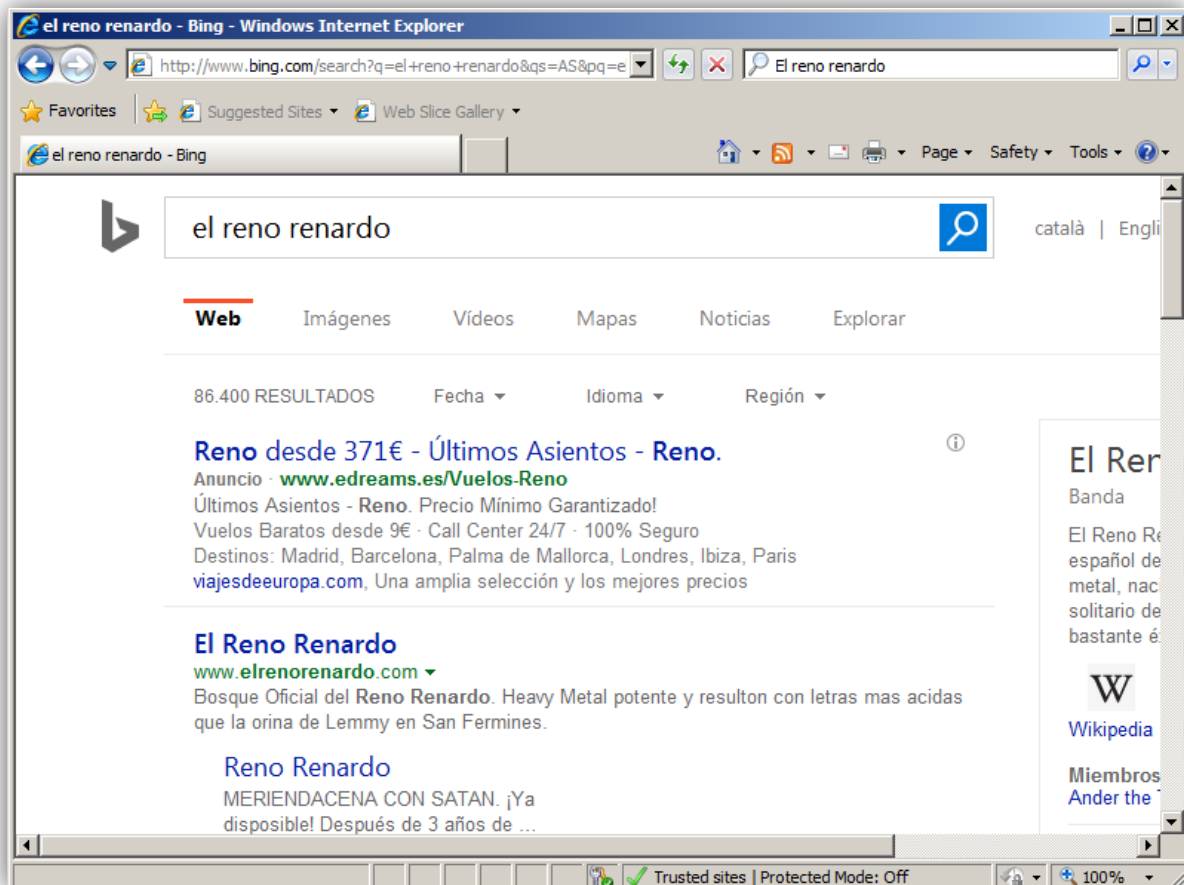 el reno renardo - Bing - Windows Internet Explorer
http://www.bing.com/search?q=el+reno+renardo&qs=AS&pq=e
El reno renardo
Favorites Suggested Sites Web Slice Gallery
el reno renardo - Bing
Page Safety Tools
el reno renardo
català | Engli
Web Imágenes Vídeos Mapas Noticias Explorar
86.400 RESULTADOS Fecha Idioma Región
Reno desde 371€ - Últimos Asientos - Reno.
Anuncio · www.edreams.es/Vuelos-Reno
Últimos Asientos - Reno. Precio Mínimo Garantizado!
Vuelos Baratos desde 9€ · Call Center 24/7 · 100% Seguro
Destinos: Madrid, Barcelona, Palma de Mallorca, Londres, Ibiza, Paris
viajesdeeuropa.com, Una amplia selección y los mejores precios
El Reno Renardo
www.elrenorenardo.com
Bosque Oficial del Reno Renardo. Heavy Metal potente y resulton con letras mas acidas
que la orina de Lemmy en San Fermines.
Reno Renardo
MERIENDACENA CON SATAN. ¡Ya
disponible! Después de 3 años de ...
El Rer
Banda
El Reno Re
español de
metal, nac
solitario de
bastante é
W
Wikipedia
Miembros
Ander the
Trusted sites | Protected Mode: Off
100%